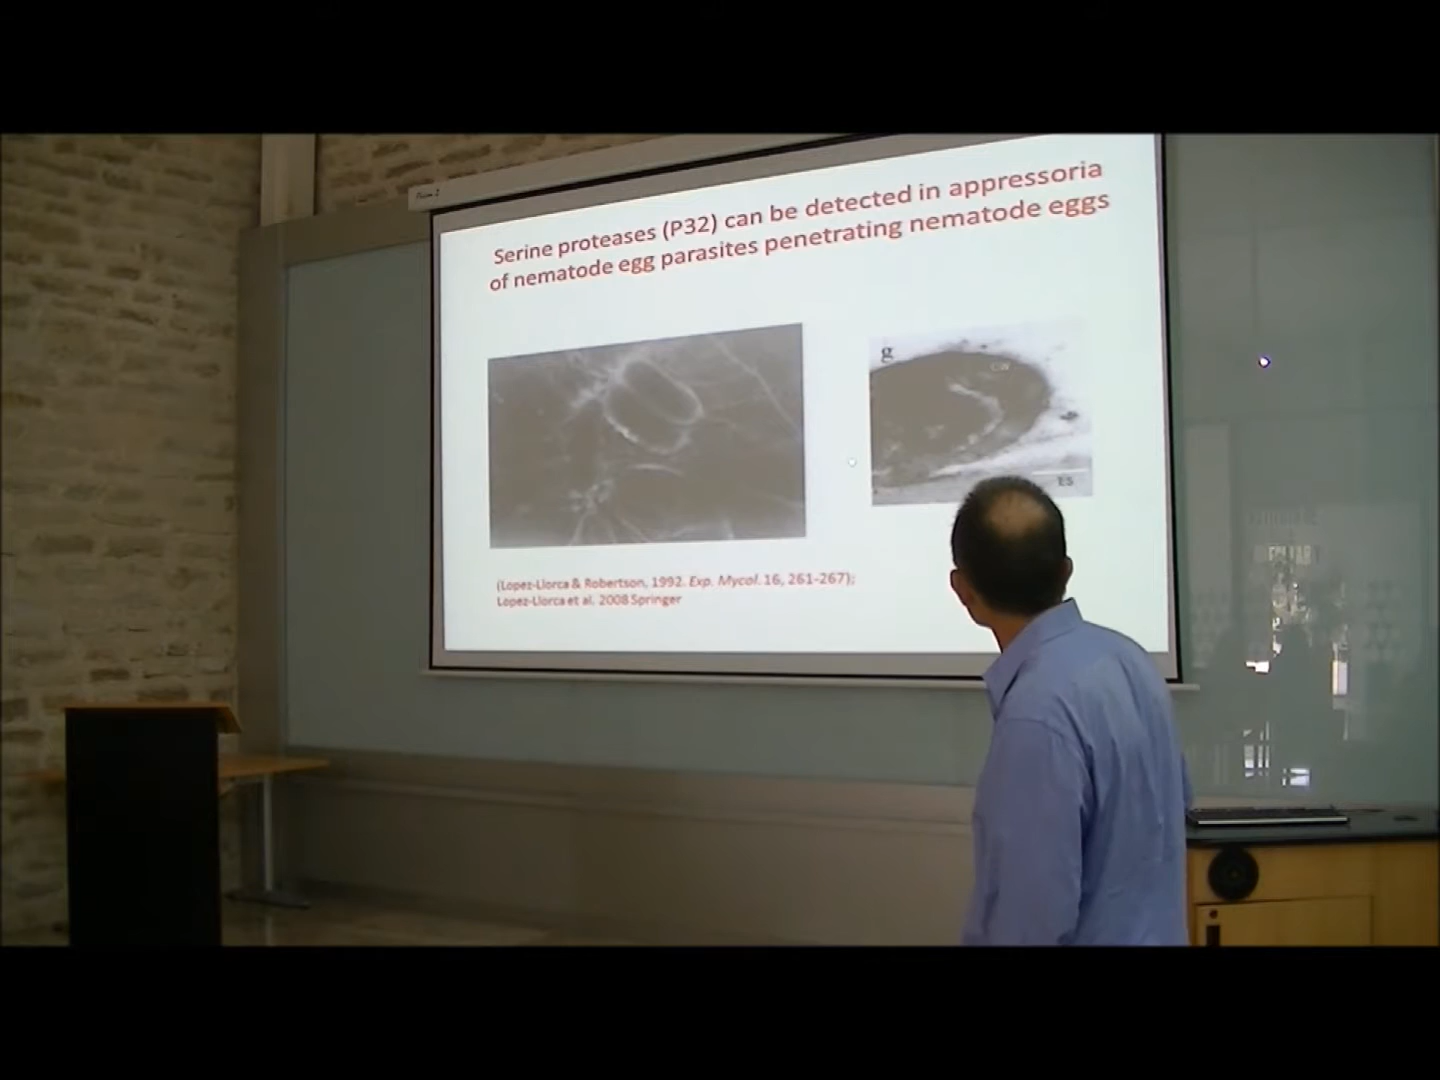 Serine proteases (P32) can be detected in appressoria
of nematode egg parasites penetrating nematode eggs
g
CW
ES
(Lopez-Llorca & Robertson, 1992. Exp. Mycol. 16, 261-267);
Lopez-Llorca et al. 2008 Springer